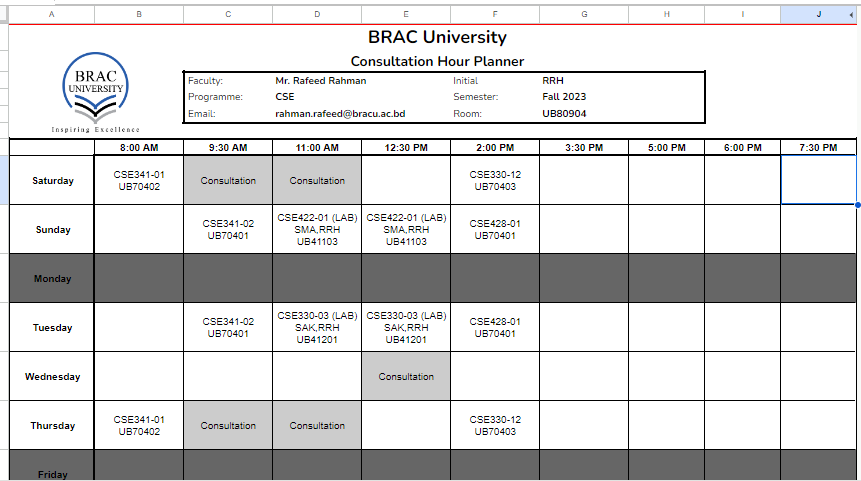 A B C D E F G H I J
BRAC University
Consultation Hour Planner
BRAC
UNIVERSITY
Inspiring Excellence
Faculty: Mr. Rafeed Rahman Initial RRH
Programme: CSE Semester: Fall 2023
Email: rahman.rafeed@bracu.ac.bd Room: UB80904
8:00 AM 9:30 AM 11:00 AM 12:30 PM 2:00 PM 3:30 PM 5:00 PM 6:00 PM 7:30 PM
Saturday
CSE341-01
UB70402
Consultation
Consultation
CSE330-12
UB70403
Sunday
CSE341-02
UB70401
CSE422-01 (LAB)
SMA,RRH
UB41103
CSE422-01 (LAB)
SMA,RRH
UB41103
CSE428-01
UB70401
Monday
Tuesday
CSE341-02
UB70401
CSE330-03 (LAB)
SAK,RRH
UB41201
CSE330-03 (LAB)
SAK,RRH
UB41201
CSE428-01
UB70401
Wednesday
Consultation
Thursday
CSE341-01
UB70402
Consultation
Consultation
CSE330-12
UB70403
Friday